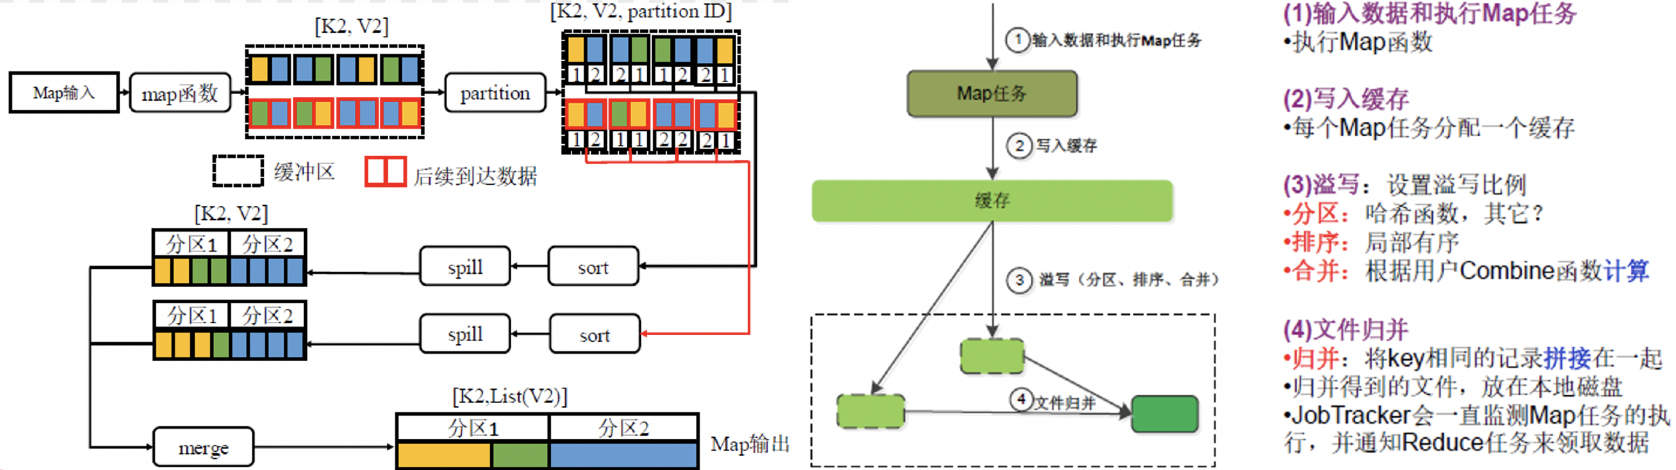 [K2, V2]
[K2, V2, partition ID]
Map输入
map函数
partition
1 2 2 1 1 2 2 1
1 2 1 1 2 2 2 1
缓冲区
后续到达数据
[K2, V2]
分区1 分区2
spill
sort
分区1 分区2
spill
sort
[K2,List(V2)]
merge
分区1 分区2
Map输出
1 输入数据和执行Map任务
Map任务
2 写入缓存
缓存
3 溢写（分区、排序、合并）
4 文件归并
(1)输入数据和执行Map任务
•执行Map函数
(2)写入缓存
•每个Map任务分配一个缓存
(3)溢写：设置溢写比例
•分区：哈希函数，其它？
•排序：局部有序
•合并：根据用户Combine函数计算
(4)文件归并
•归并：将key相同的记录拼接在一起
•归并得到的文件，放在本地磁盘
•JobTracker会一直监测Map任务的执
行，并通知Reduce任务来领取数据